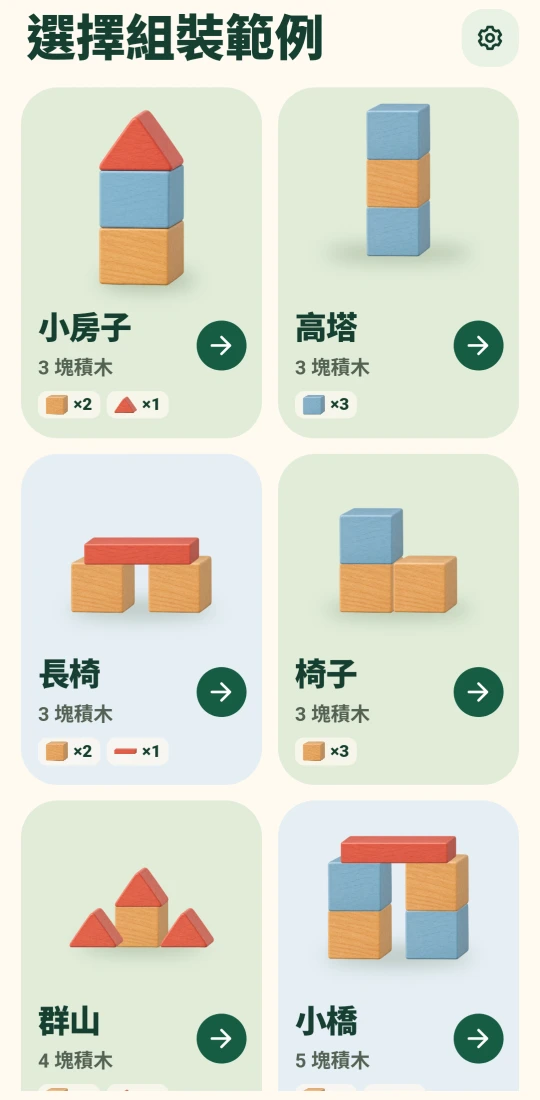 選擇組裝範例
小房子
3 塊積木
×2 ×1
高塔
3 塊積木
×3
長椅
3 塊積木
×2 ×1
椅子
3 塊積木
×3
群山
4 塊積木
小橋
5 塊積木